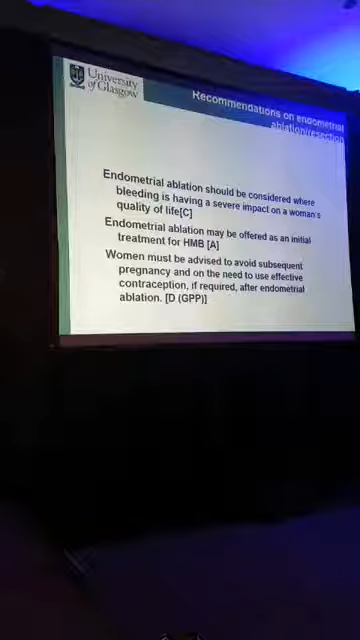 University
of Glasgow
Recommendations on endometrial
ablation/resection
Endometrial ablation should be considered where
bleeding is having a severe impact on a woman's
quality of life[C]
Endometrial ablation may be offered as an initial
treatment for HMB [A]
Women must be advised to avoid subsequent
pregnancy and on the need to use effective
contraception, if required, after endometrial
ablation. [D (GPP)]